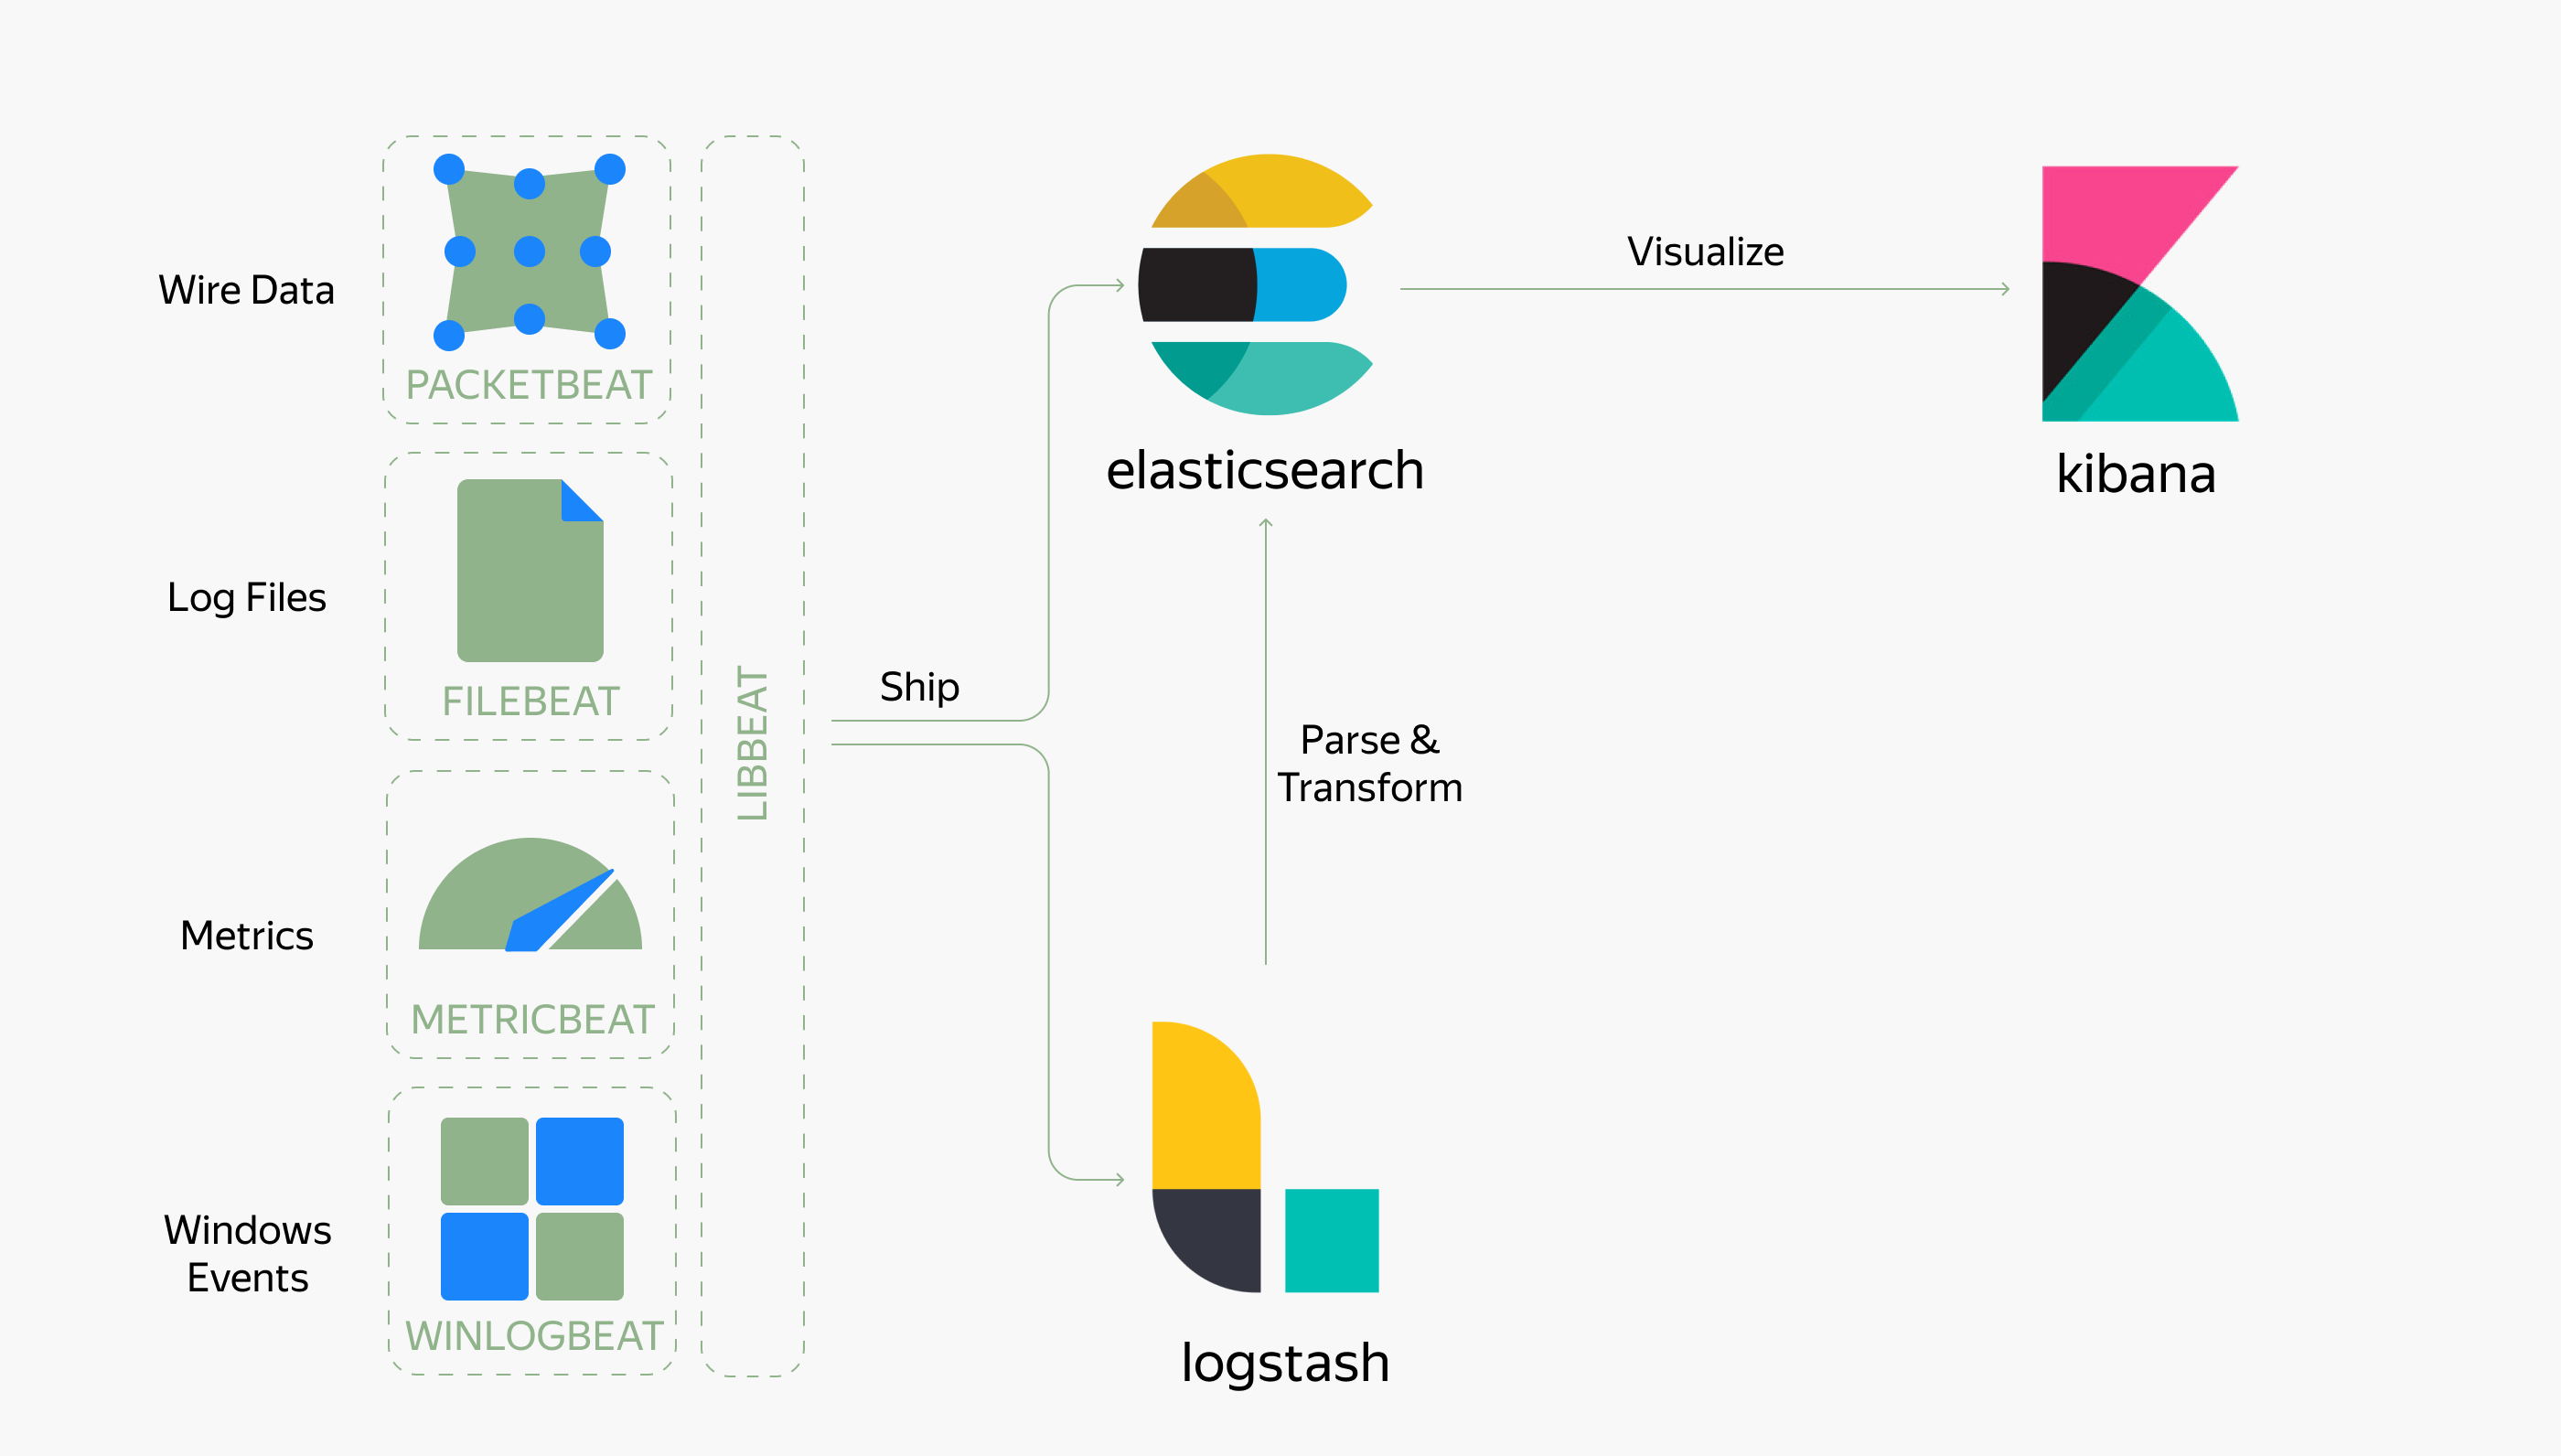 Wire Data
PACKETBEAT
Log Files
FILEBEAT
Metrics
METRICBEAT
Windows
Events
WINLOGBEAT
LIBBEAT
Ship
elasticsearch
Visualize
kibana
Parse &
Transform
logstash